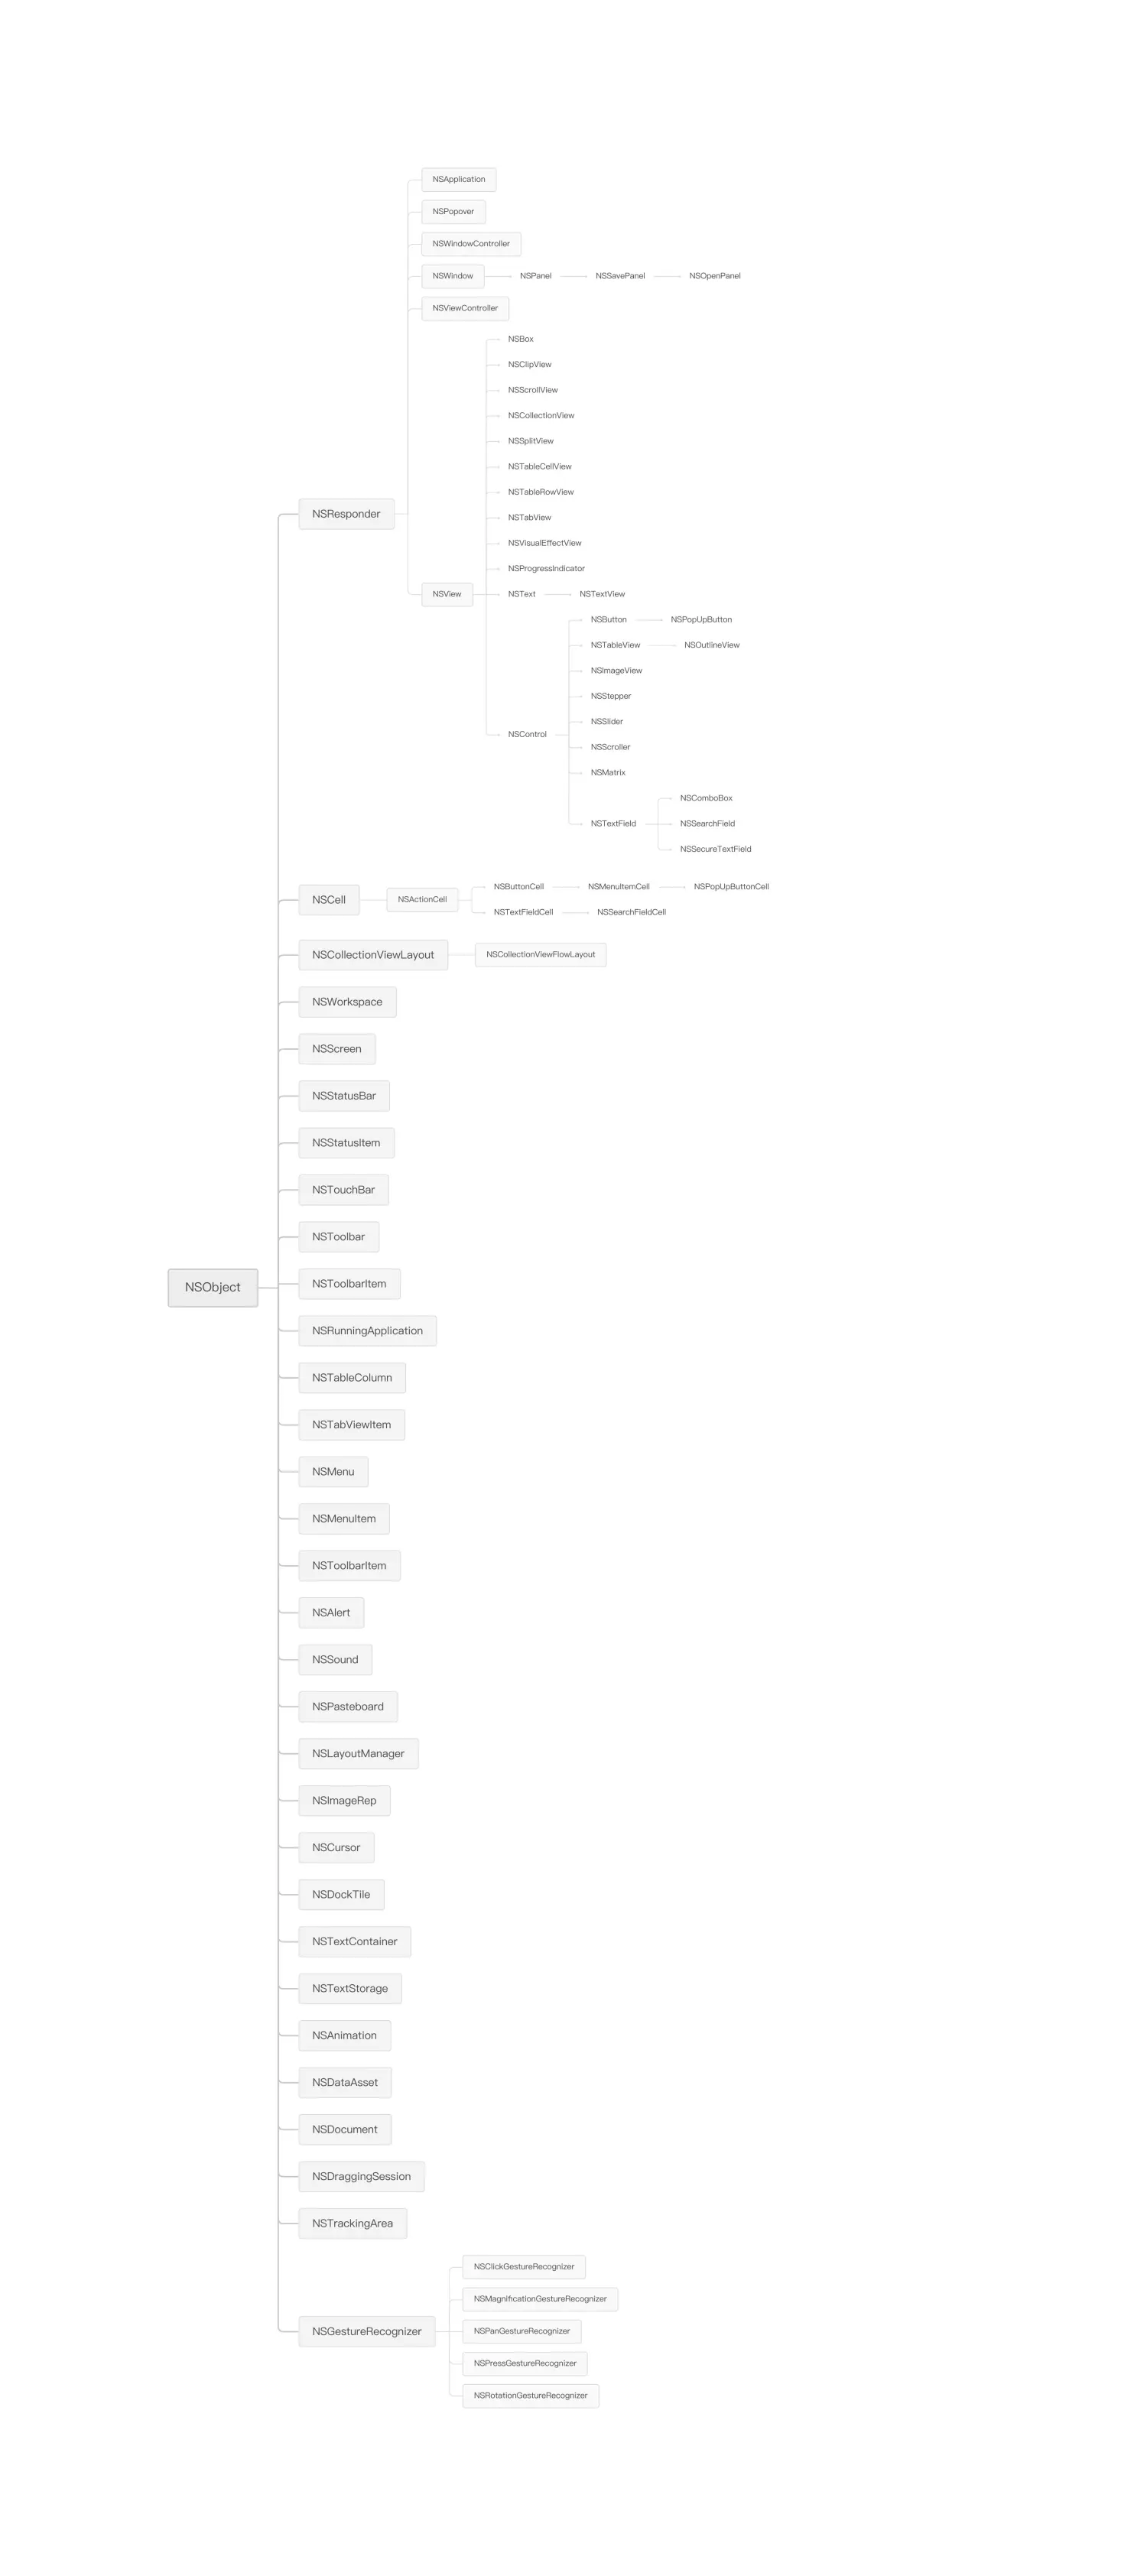 NSApplication
NSPopover
NSWindowController
NSWindow NSPanel NSSavePanel NSOpenPanel
NSViewController
NSBox
NSClipView
NSScrollView
NSCollectionView
NSSplitView
NSTableCellView
NSTableRowView
NSResponder
NSTabView
NSVisualEffectView
NSProgressIndicator
NSView NSText NSTextView
NSButton NSPopUpButton
NSTableView NSOutlineView
NSImageView
NSStepper
NSSlider
NSControl
NSScroller
NSMatrix
NSComboBox
NSTextField NSSearchField
NSSecureTextField
NSButtonCell NSMenuItemCell NSPopUpButtonCell
NSCell NSActionCell
NSTextFieldCell NSSearchFieldCell
NSCollectionViewLayout NSCollectionViewFlowLayout
NSWorkspace
NSScreen
NSStatusBar
NSStatusItem
NSTouchBar
NSToolbar
NSToolbarItem
NSObject
NSRunningApplication
NSTableColumn
NSTabViewItem
NSMenu
NSMenuItem
NSToolbarItem
NSAlert
NSSound
NSPasteboard
NSLayoutManager
NSImageRep
NSCursor
NSDockTile
NSTextContainer
NSTextStorage
NSAnimation
NSDataAsset
NSDocument
NSDraggingSession
NSTrackingArea
NSClickGestureRecognizer
NSMagnificationGestureRecognizer
NSGestureRecognizer NSPanGestureRecognizer
NSPressGestureRecognizer
NSRotationGestureRecognizer